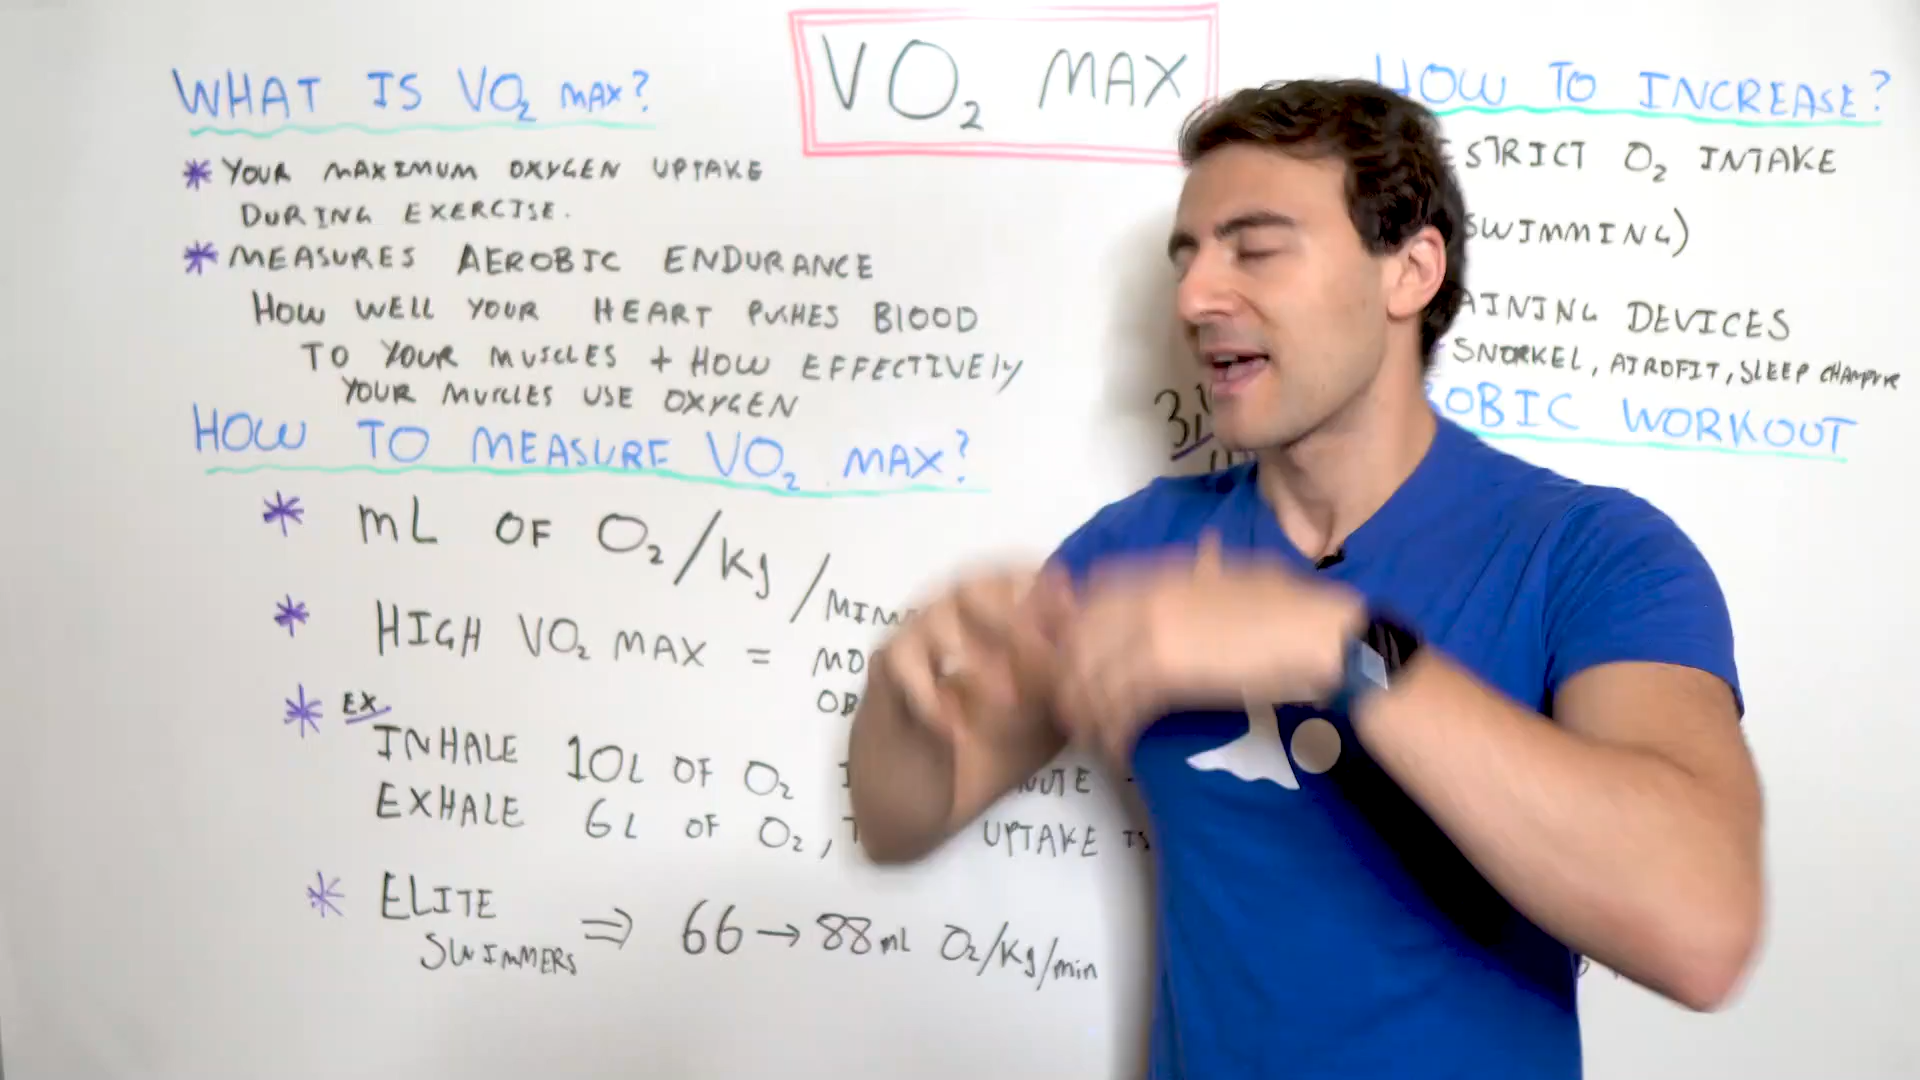 VO₂ MAX
WHAT IS VO₂ MAX?
* YOUR MAXIMUM OXYGEN UPTAKE
DURING EXERCISE.
* MEASURES AEROBIC ENDURANCE
HOW WELL YOUR HEART PUSHES BLOOD
TO YOUR MUSCLES + HOW EFFECTIVELY
YOUR MUSCLES USE OXYGEN
HOW TO MEASURE VO₂ MAX?
* mL OF O₂/Kg/
* HIGH VO₂ MAX =
* EX
INHALE 10L OF O₂
EXHALE 6L OF O₂, UPTAKE IS
* ELITE
SWIMMERS ⇒ 66 → 88 mL O₂/Kg/min
HOW TO INCREASE?
O₂ INTAKE
SWIMMING)
DEVICES
SNORKEL, AIROFIT, SLEEP
WORKOUT